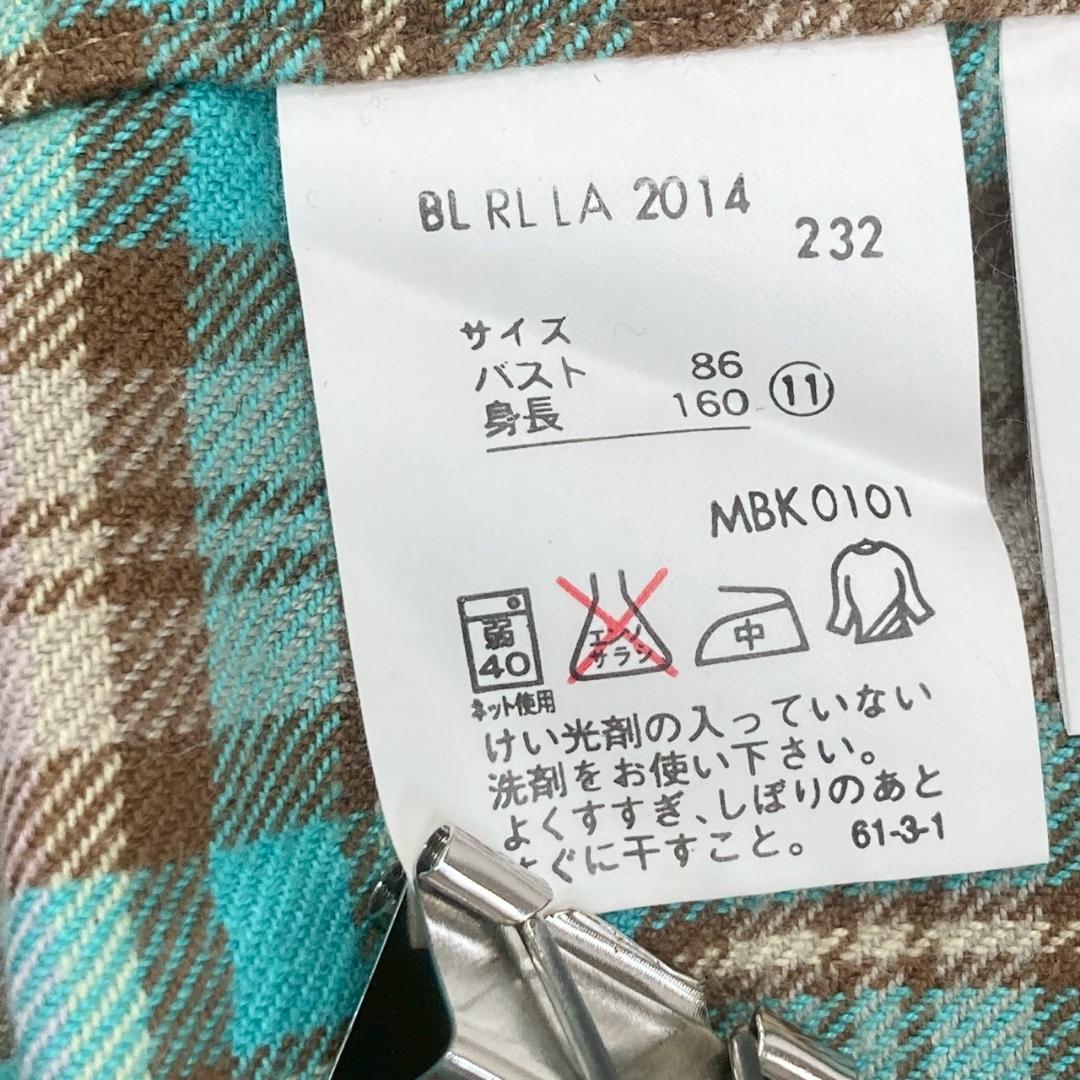 BL RL LA 2014
232
サイズ
バスト 86
身長 160 ⑪
MBK0101
弱
40
エンソ
サラシ
中
ネット使用
けい光剤の入っていない
洗剤をお使い下さい。
よくすすぎ、しぼりのあと
すぐに干すこと。 61-3-1